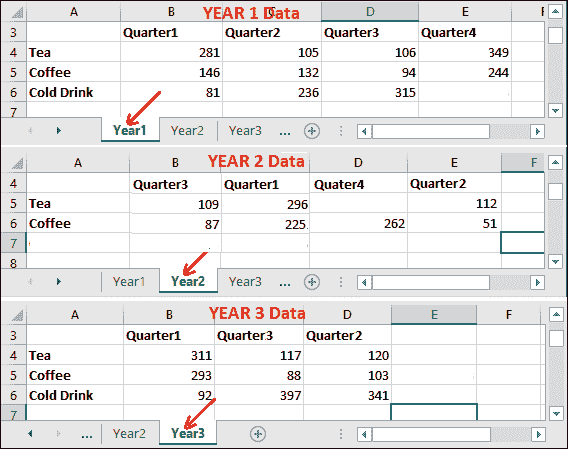 YEAR 1 Data
A B C D E F
3 Quarter1 Quarter2 Quarter3 Quarter4
4 Tea 281 105 106 349
5 Coffee 146 132 94 244
6 Cold Drink 81 236 315
7
Year1 Year2 Year3 ...
YEAR 2 Data
A B C D E F
4 Quarter3 Quarter1 Quater4 Quarter2
5 Tea 109 296 112
6 Coffee 87 225 262 51
7
8
Year1 Year2 Year3 ...
YEAR 3 Data
A B C D E F
3 Quarter1 Quarter3 Quarter2
4 Tea 311 117 120
5 Coffee 293 88 103
6 Cold Drink 92 397 341
7
... Year2 Year3